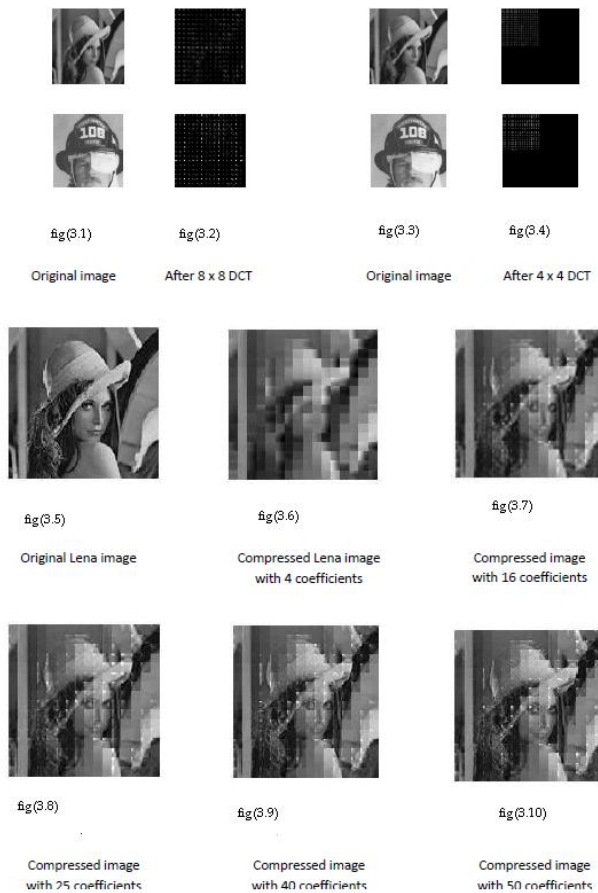 108
108
fig(3.1)
fig(3.2)
fig(3.3)
fig(3.4)
Original image
After 8 x 8 DCT
Original image
After 4 x 4 DCT
fig(3.5)
fig(3.6)
fig(3.7)
Original Lena image
Compressed Lena image
with 4 coefficients
Compressed image
with 16 coefficients
fig(3.8)
fig(3.9)
fig(3.10)
Compressed image
with 25 coefficients
Compressed image
with 40 coefficients
Compressed image
with 50 coefficients